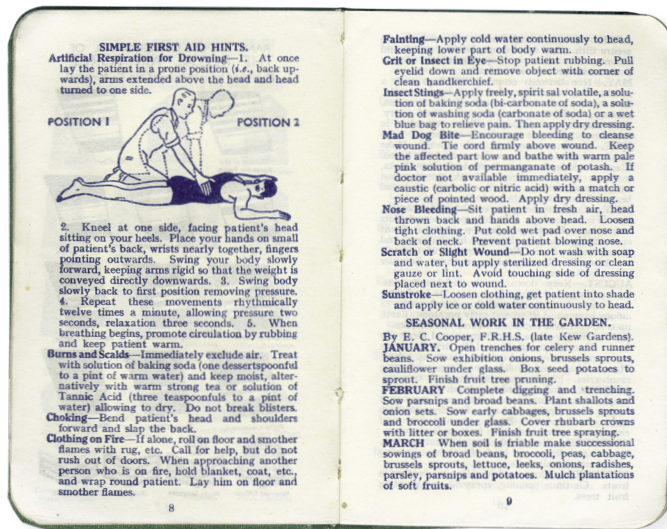 SIMPLE FIRST AID HINTS.
Artificial Respiration for Drowning—1. At once
lay the patient in a prone position (i.e., back up-
wards), arms extended above the head and head
turned to one side.
POSITION 1
POSITION 2
2. Kneel at one side, facing patient's head
sitting on your heels. Place your hands on small
of patient's back, wrists nearly together, fingers
pointing outwards. Swing your body slowly
forward, keeping arms rigid so that the weight is
conveyed directly downwards. 3. Swing body
slowly back to first position removing pressure.
4. Repeat these movements rhythmically
twelve times a minute, allowing pressure two
seconds, relaxation three seconds. 5. When
breathing begins, promote circulation by rubbing
and keep patient warm.
Burns and Scalds—Immediately exclude air. Treat
with solution of baking soda (one dessertspoonful
to a pint of warm water) and keep moist, alter-
natively with warm strong tea or solution of
Tannic Acid (three teaspoonfuls to a pint of
water) allowing to dry. Do not break blisters.
Choking—Bend patient's head and shoulders
forward and slap the back.
Clothing on Fire—If alone, roll on floor and smother
flames with rug, etc. Call for help, but do not
rush out of doors. When approaching another
person who is on fire, hold blanket, coat, etc.,
and wrap round patient. Lay him on floor and
smother flames.
8
Fainting—Apply cold water continuously to head,
keeping lower part of body warm.
Grit or Insect in Eye—Stop patient rubbing. Pull
eyelid down and remove object with corner of
clean handkerchief.
Insect Stings—Apply freely, spirit sal volatile, a solu-
tion of baking soda (bi-carbonate of soda), a solu-
tion of washing soda (carbonate of soda) or a wet
blue bag to relieve pain. Then apply dry dressing.
Mad Dog Bite—Encourage bleeding to cleanse
wound. Tie cord firmly above wound. Keep
the affected part low and bathe with warm pale
pink solution of permanganate of potash. If
doctor not available immediately, apply a
caustic (carbolic or nitric acid) with a match or
piece of pointed wood. Apply dry dressing.
Nose Bleeding—Sit patient in fresh air, head
thrown back and hands above head. Loosen
tight clothing. Put cold wet pad over nose and
back of neck. Prevent patient blowing nose.
Scratch or Slight Wound—Do not wash with soap
and water, but apply sterilized dressing or clean
gauze or lint. Avoid touching side of dressing
placed next to wound.
Sunstroke—Loosen clothing, get patient into shade
and apply ice or cold water continuously to head.
SEASONAL WORK IN THE GARDEN.
By E. C. Cooper, F.R.H.S. (late Kew Gardens).
JANUARY. Open trenches for celery and runner
beans. Sow exhibition onions, brussels sprouts,
cauliflower under glass. Box seed potatoes to
sprout. Finish fruit tree pruning.
FEBRUARY Complete digging and trenching.
Sow parsnips and broad beans. Plant shallots and
onion sets. Sow early cabbages, brussels sprouts
and broccoli under glass. Cover rhubarb crowns
with litter or boxes. Finish fruit tree spraying.
MARCH When soil is friable make successional
sowings of broad beans, broccoli, peas, cabbage,
brussels sprouts, lettuce, leeks, onions, radishes,
parsley, parsnips and potatoes. Mulch plantations
of soft fruits.
9